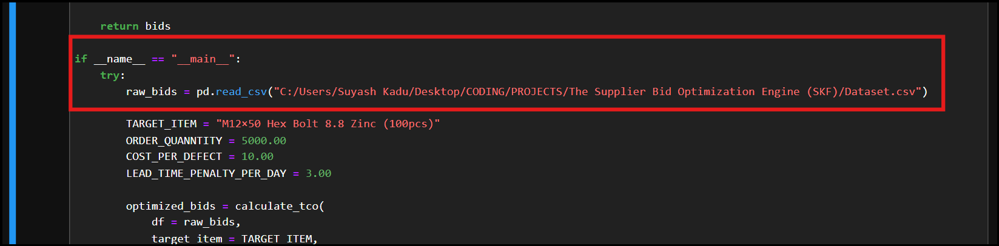 return bids
if __name__ == "__main__":
try:
raw_bids = pd.read_csv("C:/Users/Suyash Kadu/Desktop/CODING/PROJECTS/The Supplier Bid Optimization Engine (SKF)/Dataset.csv")
TARGET_ITEM = "M12×50 Hex Bolt 8.8 Zinc (100pcs)"
ORDER_QUANNTITY = 5000.00
COST_PER_DEFECT = 10.00
LEAD_TIME_PENALTY_PER_DAY = 3.00
optimized_bids = calculate_tco(
df = raw_bids,
target_item = TARGET_ITEM,